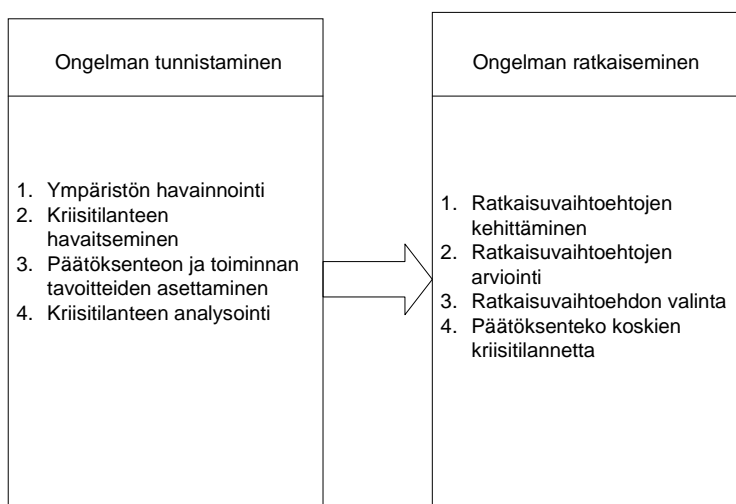 Ongelman tunnistaminen
1. Ympäristön havainnointi
2. Kriisitilanteen
havaitseminen
3. Päätöksenteon ja toiminnan
tavoitteiden asettaminen
4. Kriisitilanteen analysointi
Ongelman ratkaiseminen
1. Ratkaisuvaihtoehtojen
kehittäminen
2. Ratkaisuvaihtoehtojen
arviointi
3. Ratkaisuvaihtoehdon valinta
4. Päätöksenteko koskien
kriisitilannetta